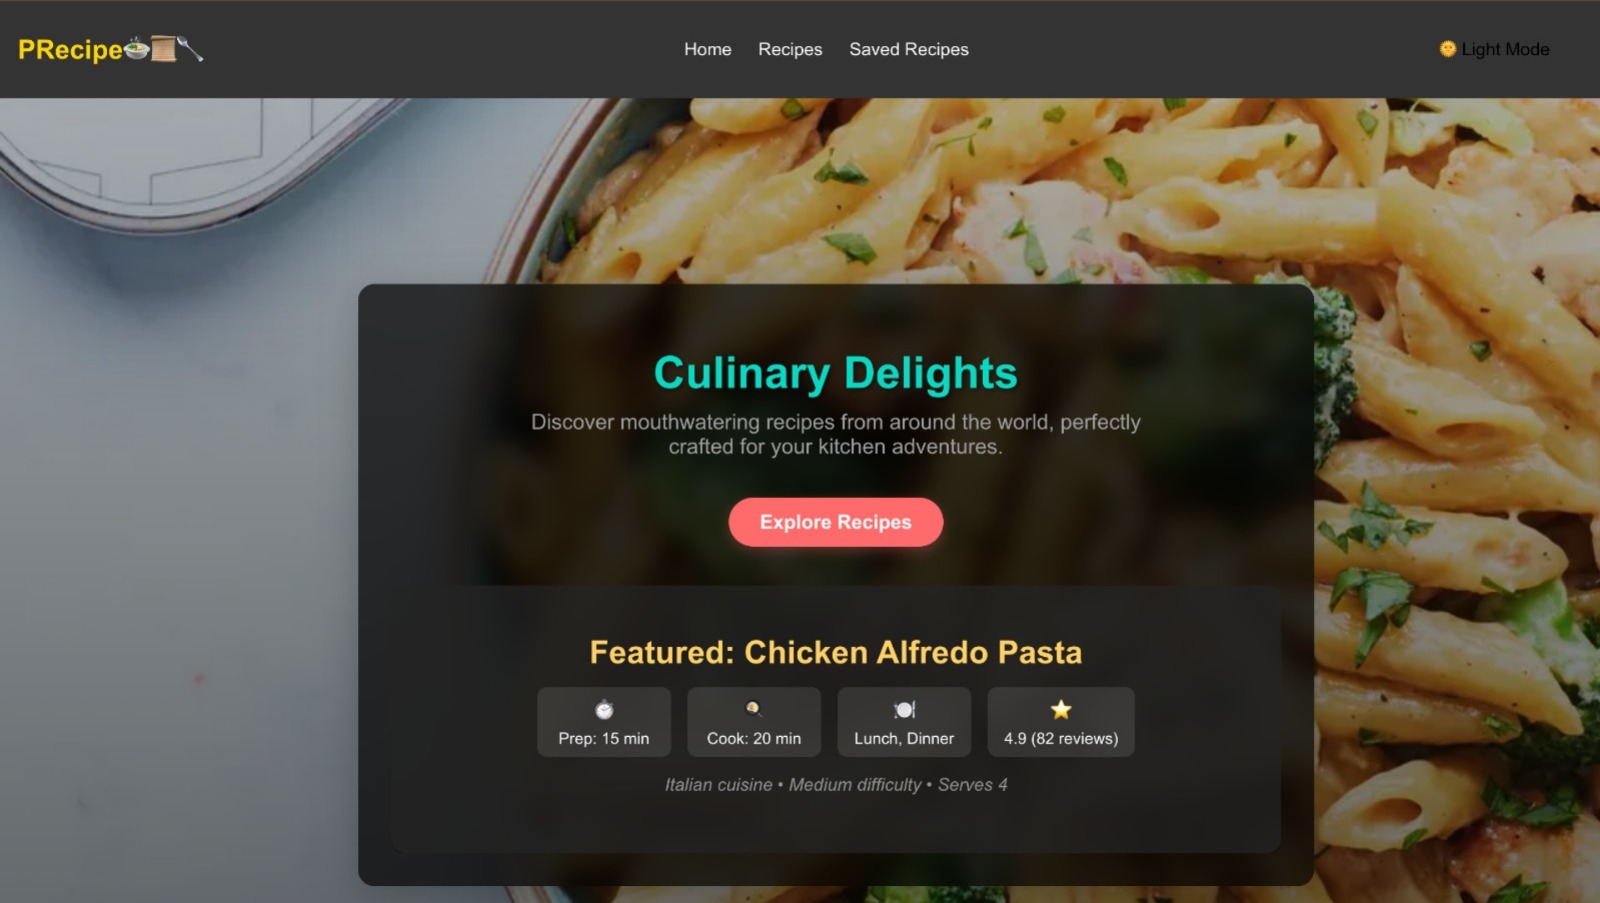 PRecipe
Home
Recipes
Saved Recipes
Light Mode
Culinary Delights
Discover mouthwatering recipes from around the world, perfectly
crafted for your kitchen adventures.
Explore Recipes
Featured: Chicken Alfredo Pasta
Prep: 15 min
Cook: 20 min
Lunch, Dinner
4.9 (82 reviews)
Italian cuisine • Medium difficulty • Serves 4